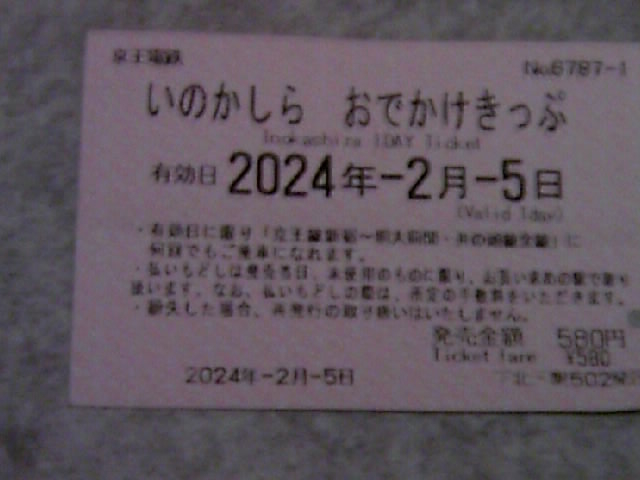 京王電鉄
No.6787-1
いのかしら おでかけきっぷ
Inokashira 1DAY Ticket
有効日 2024年-2月-5日
(Valid 1day)
・有効日に限り「京王線新宿〜明大前間・井の頭線全線」に
何回でもご乗車になれます。
・払いもどしは発売当日、未使用のものに限り、お買い求めの駅で取り
扱います。なお、払いもどしの際は、所定の手数料をいただきます。
・紛失した場合、再発行の取り扱いはいたしません。
発売金額 580円
Ticket fare ¥580
2024年-2月-5日
下北 駅502